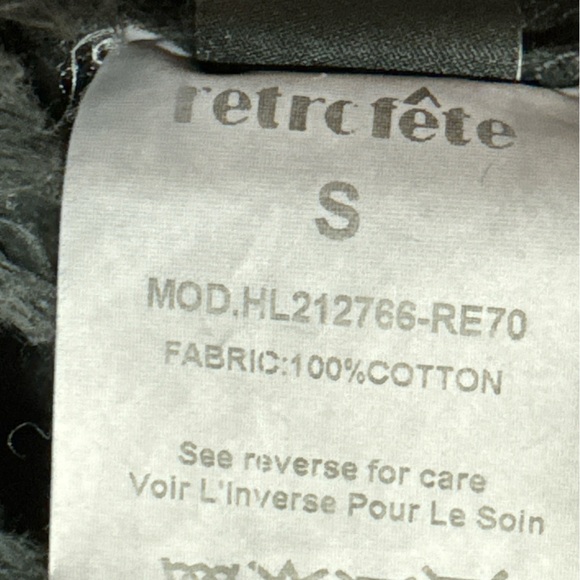 retrofête
S
MOD.HL212766-RE70
FABRIC:100%COTTON
See reverse for care
Voir L'Inverse Pour Le Soin